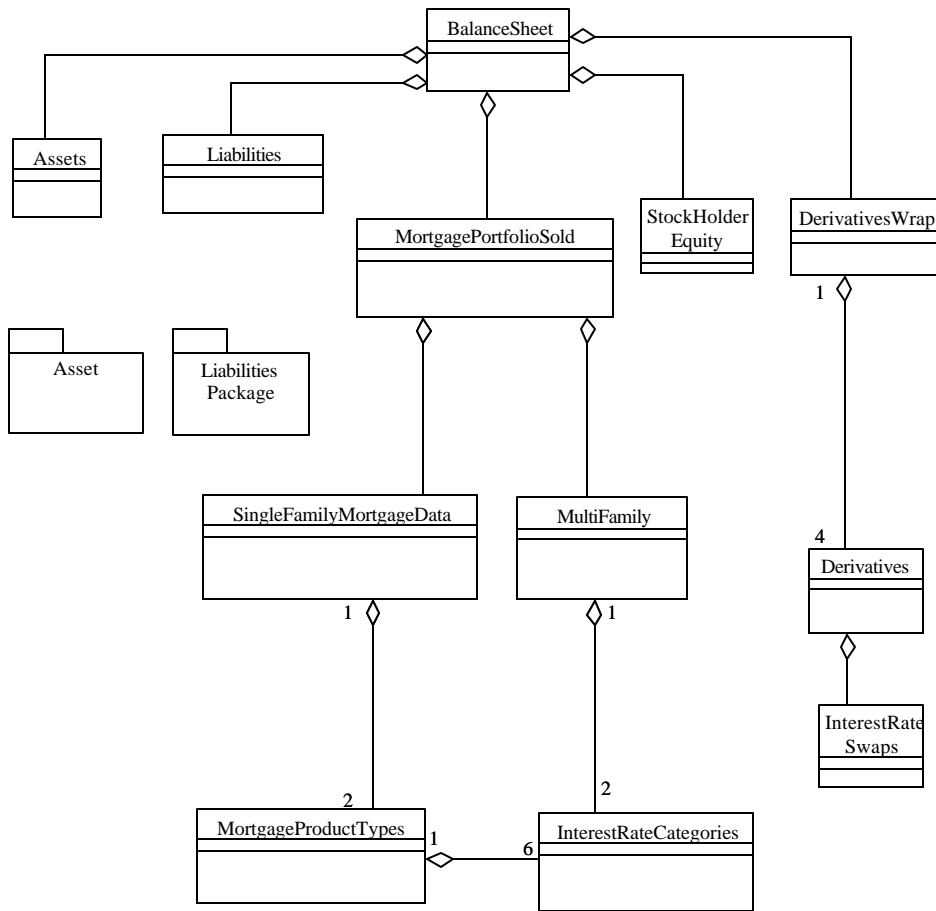 BalanceSheet
Assets
Liabilities
MortgagePortfolioSold
StockHolder
Equity
DerivativesWrap
1
Asset
Liabilities
Package
SingleFamilyMortgageData
MultiFamily
4
Derivatives
1
1
InterestRate
Swaps
2
2
MortgageProductTypes
1
6
InterestRateCategories